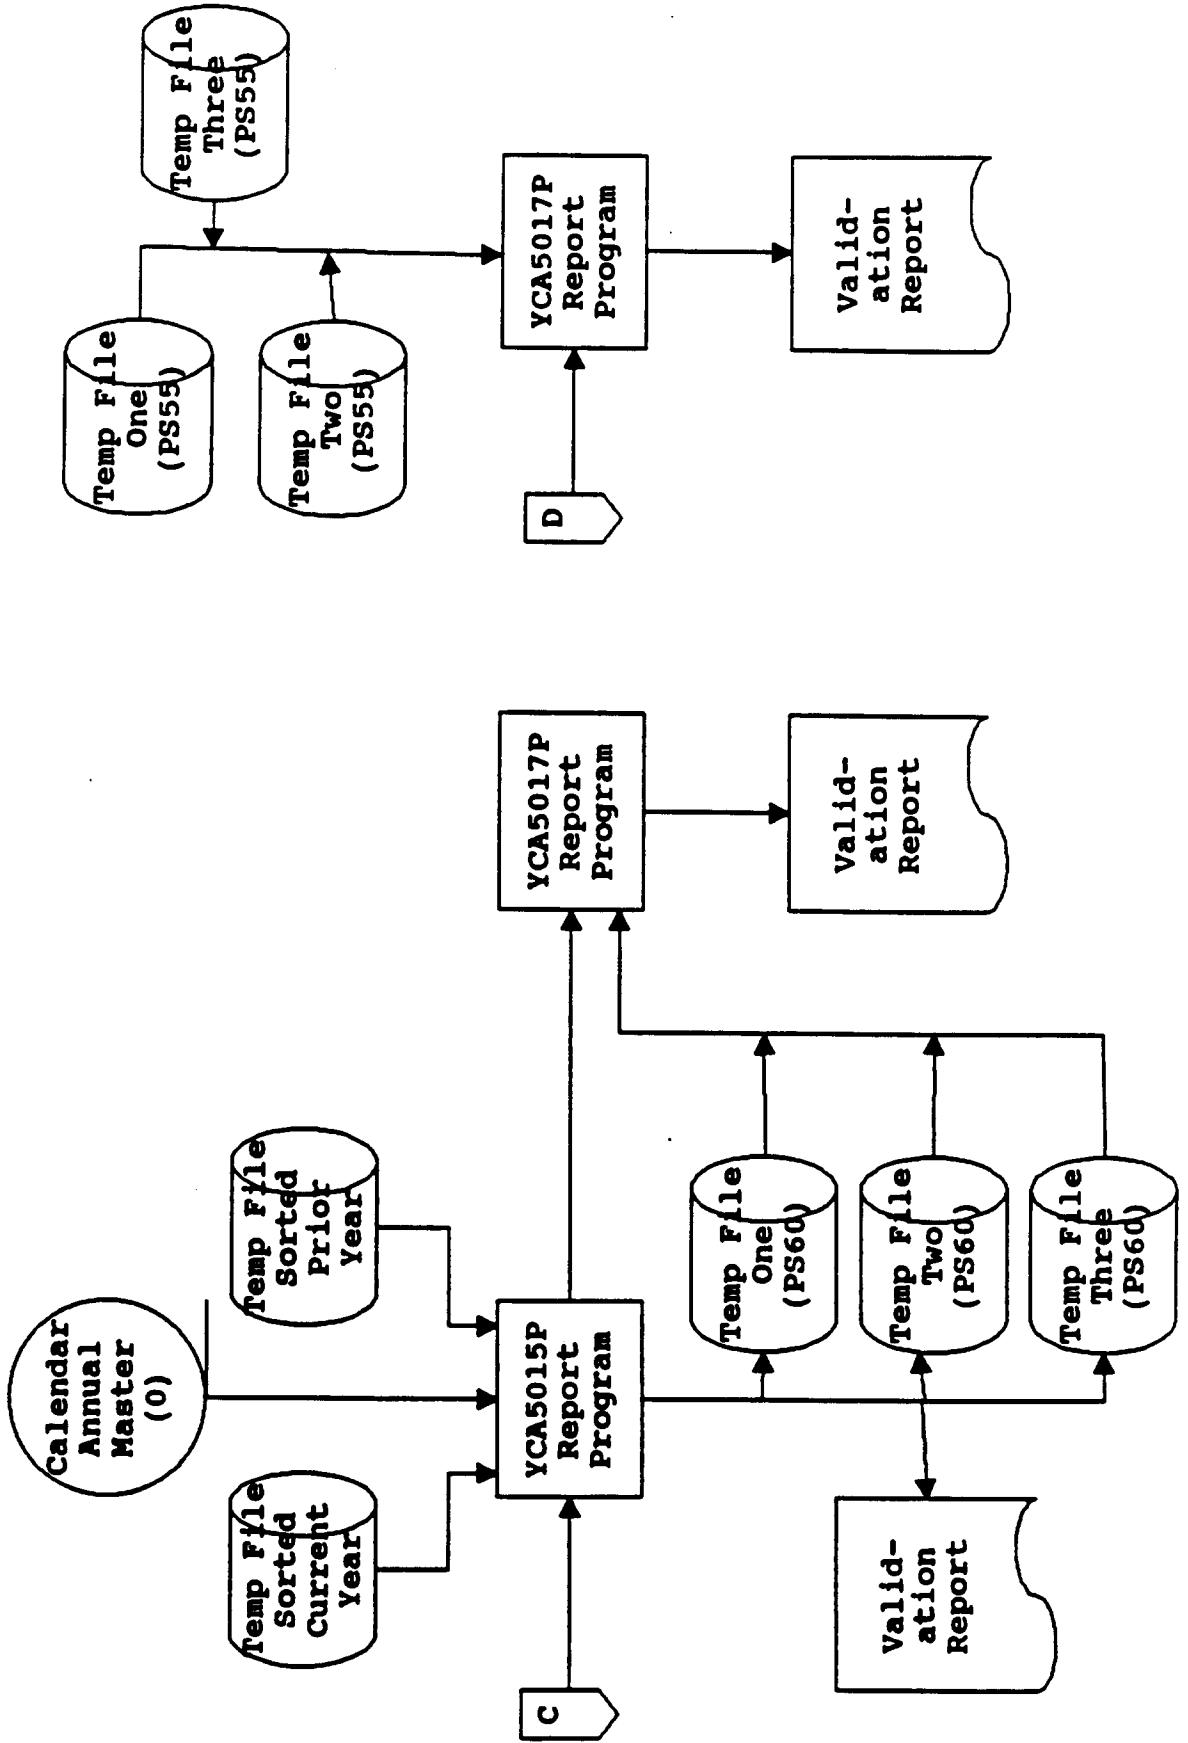 Calendar
Annual
Master
(0)
Temp File
Sorted
Current
Year
Temp File
Sorted
Prior
Year
C
YCA5015P
Report
Program
YCA5017P
Report
Program
Temp File
One
(PS60)
Temp File
Two
(PS60)
Temp File
Three
(PS60)
Valid-
ation
Report
Valid-
ation
Report
Temp File
One
(PS55)
Temp File
Two
(PS55)
Temp File
Three
(PS55)
D
YCA5017P
Report
Program
Valid-
ation
Report